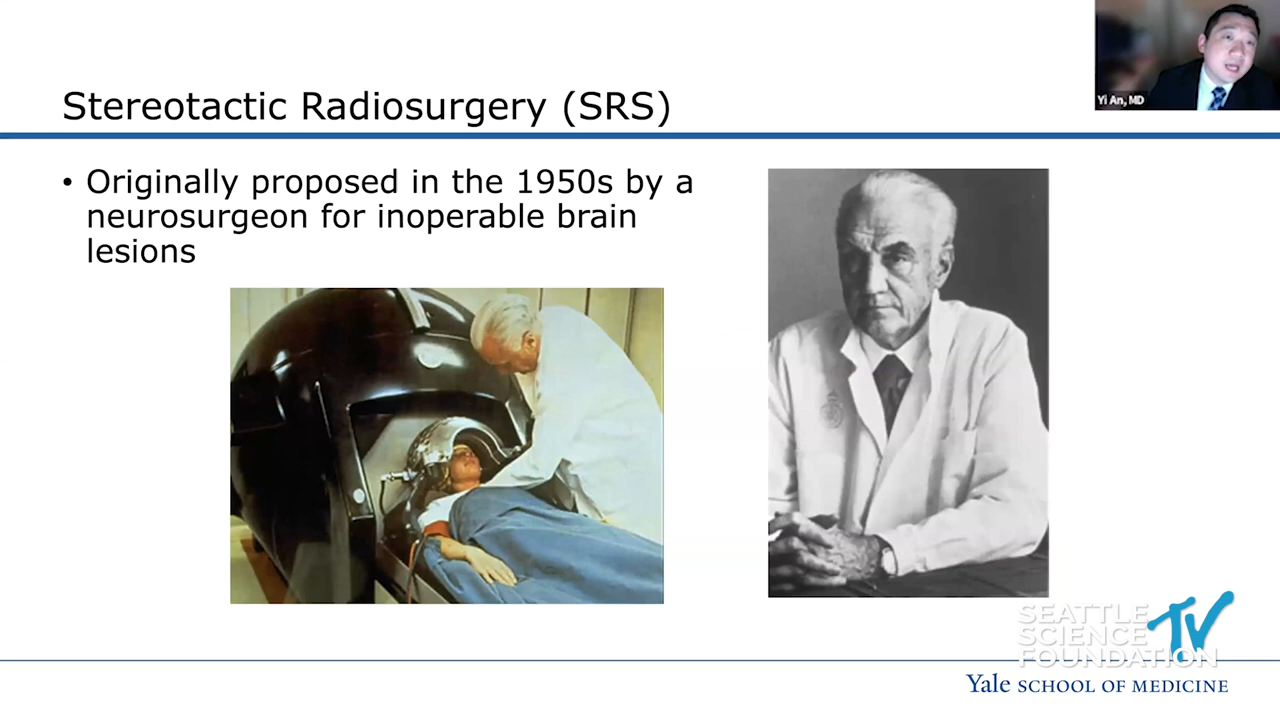 Yi An, MD
Stereotactic Radiosurgery (SRS)
• Originally proposed in the 1950s by a
neurosurgeon for inoperable brain
lesions
SEATTLE
SCIENCE
FOUNDATION
TV
Yale SCHOOL OF MEDICINE